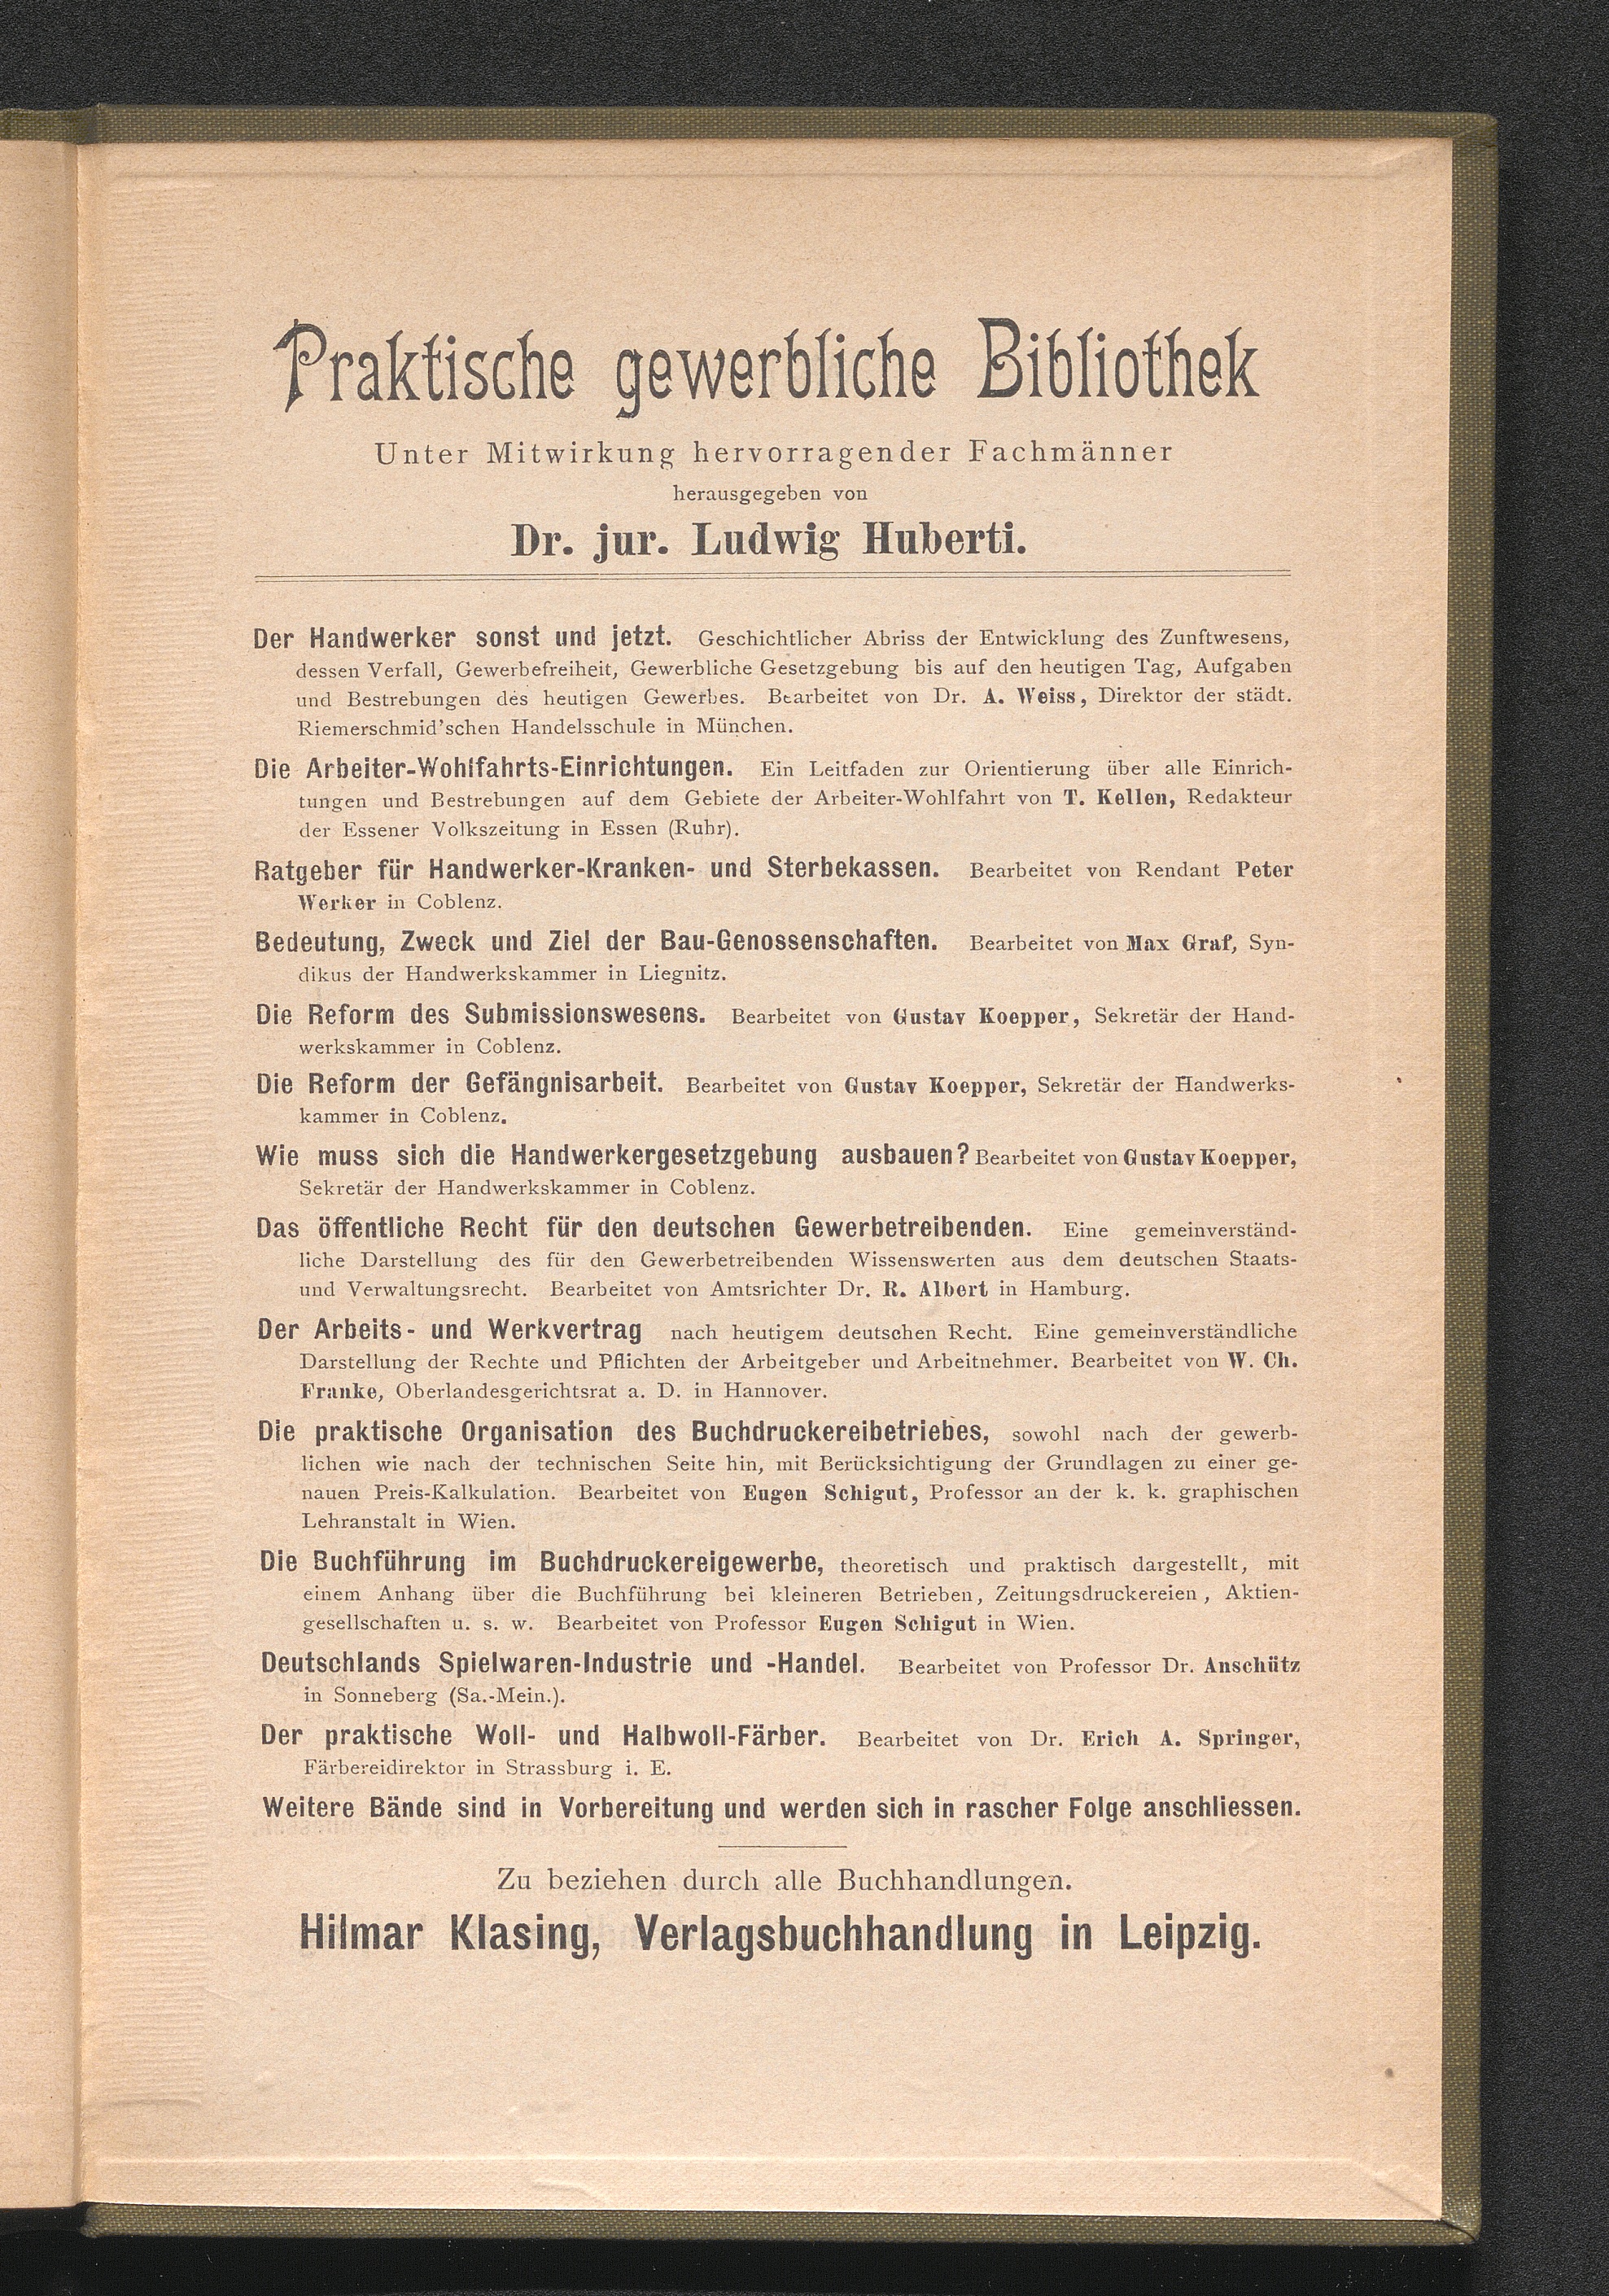 Praktische gewerbliche Bibliothek
Unter Mitwirkung hervorragender Fachmänner
herausgegeben von
Dr. jur. Ludwig Huberti.
Der Handwerker sonst und jetzt. Geschichtlicher Abriss der Entwicklung des Zunftwesens,
dessen Verfall, Gewerbefreiheit, Gewerbliche Gesetzgebung bis auf den heutigen Tag, Aufgaben
und Bestrebungen des heutigen Gewerbes. Bearbeitet von Dr. A. Weiss, Direktor der städt.
Riemerschmid'schen Handelsschule in München.
Die Arbeiter-Wohlfahrts-Einrichtungen. Ein Leitfaden zur Orientierung über alle Einrich-
tungen und Bestrebungen auf dem Gebiete der Arbeiter-Wohlfahrt von T. Kellen, Redakteur
der Essener Volkszeitung in Essen (Ruhr).
Ratgeber für Handwerker-Kranken- und Sterbekassen. Bearbeitet von Rendant Peter
Werker in Coblenz.
Bedeutung, Zweck und Ziel der Bau-Genossenschaften. Bearbeitet von Max Graf, Syn-
dikus der Handwerkskammer in Liegnitz.
Die Reform des Submissionswesens. Bearbeitet von Gustav Koepper, Sekretär der Hand-
werkskammer in Coblenz.
Die Reform der Gefängnisarbeit. Bearbeitet von Gustav Koepper, Sekretär der Handwerks-
kammer in Coblenz.
Wie muss sich die Handwerkergesetzgebung ausbauen? Bearbeitet von Gustav Koepper,
Sekretär der Handwerkskammer in Coblenz.
Das öffentliche Recht für den deutschen Gewerbetreibenden. Eine gemeinverständ-
liche Darstellung des für den Gewerbetreibenden Wissenswerten aus dem deutschen Staats-
und Verwaltungsrecht. Bearbeitet von Amtsrichter Dr. R. Albert in Hamburg.
Der Arbeits- und Werkvertrag nach heutigem deutschen Recht. Eine gemeinverständliche
Darstellung der Rechte und Pflichten der Arbeitgeber und Arbeitnehmer. Bearbeitet von W. Ch.
Franke, Oberlandesgerichtsrat a. D. in Hannover.
Die praktische Organisation des Buchdruckereibetriebes, sowohl nach der gewerb-
lichen wie nach der technischen Seite hin, mit Berücksichtigung der Grundlagen zu einer ge-
nauen Preis-Kalkulation. Bearbeitet von Eugen Schigut, Professor an der k. k. graphischen
Lehranstalt in Wien.
Die Buchführung im Buchdruckereigewerbe, theoretisch und praktisch dargestellt, mit
einem Anhang über die Buchführung bei kleineren Betrieben, Zeitungsdruckereien, Aktien-
gesellschaften u. s. w. Bearbeitet von Professor Eugen Schigut in Wien.
Deutschlands Spielwaren-Industrie und -Handel. Bearbeitet von Professor Dr. Anschütz
in Sonneberg (Sa.-Mein.).
Der praktische Woll- und Halbwoll-Färber. Bearbeitet von Dr. Erich A. Springer,
Färbereidirektor in Strassburg i. E.
Weitere Bände sind in Vorbereitung und werden sich in rascher Folge anschliessen.
Zu beziehen durch alle Buchhandlungen.
Hilmar Klasing, Verlagsbuchhandlung in Leipzig.